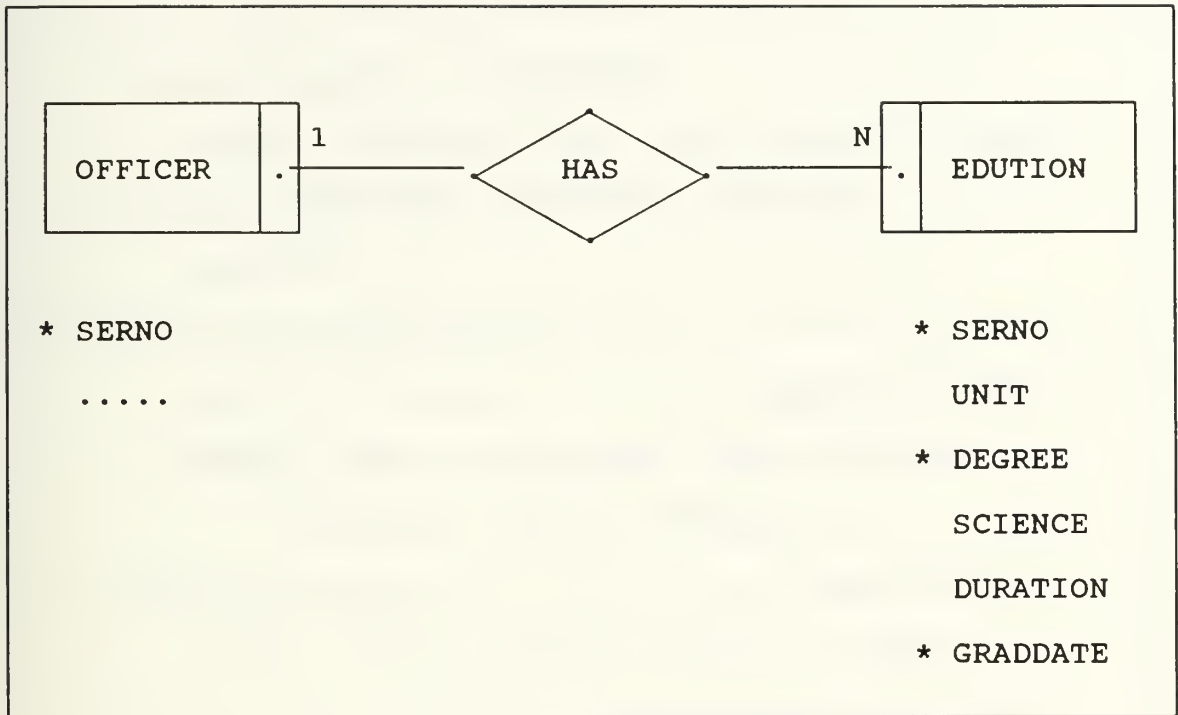 OFFICER 1 HAS N EDUTION
* SERNO
.....
* SERNO
UNIT
* DEGREE
SCIENCE
DURATION
* GRADDATE